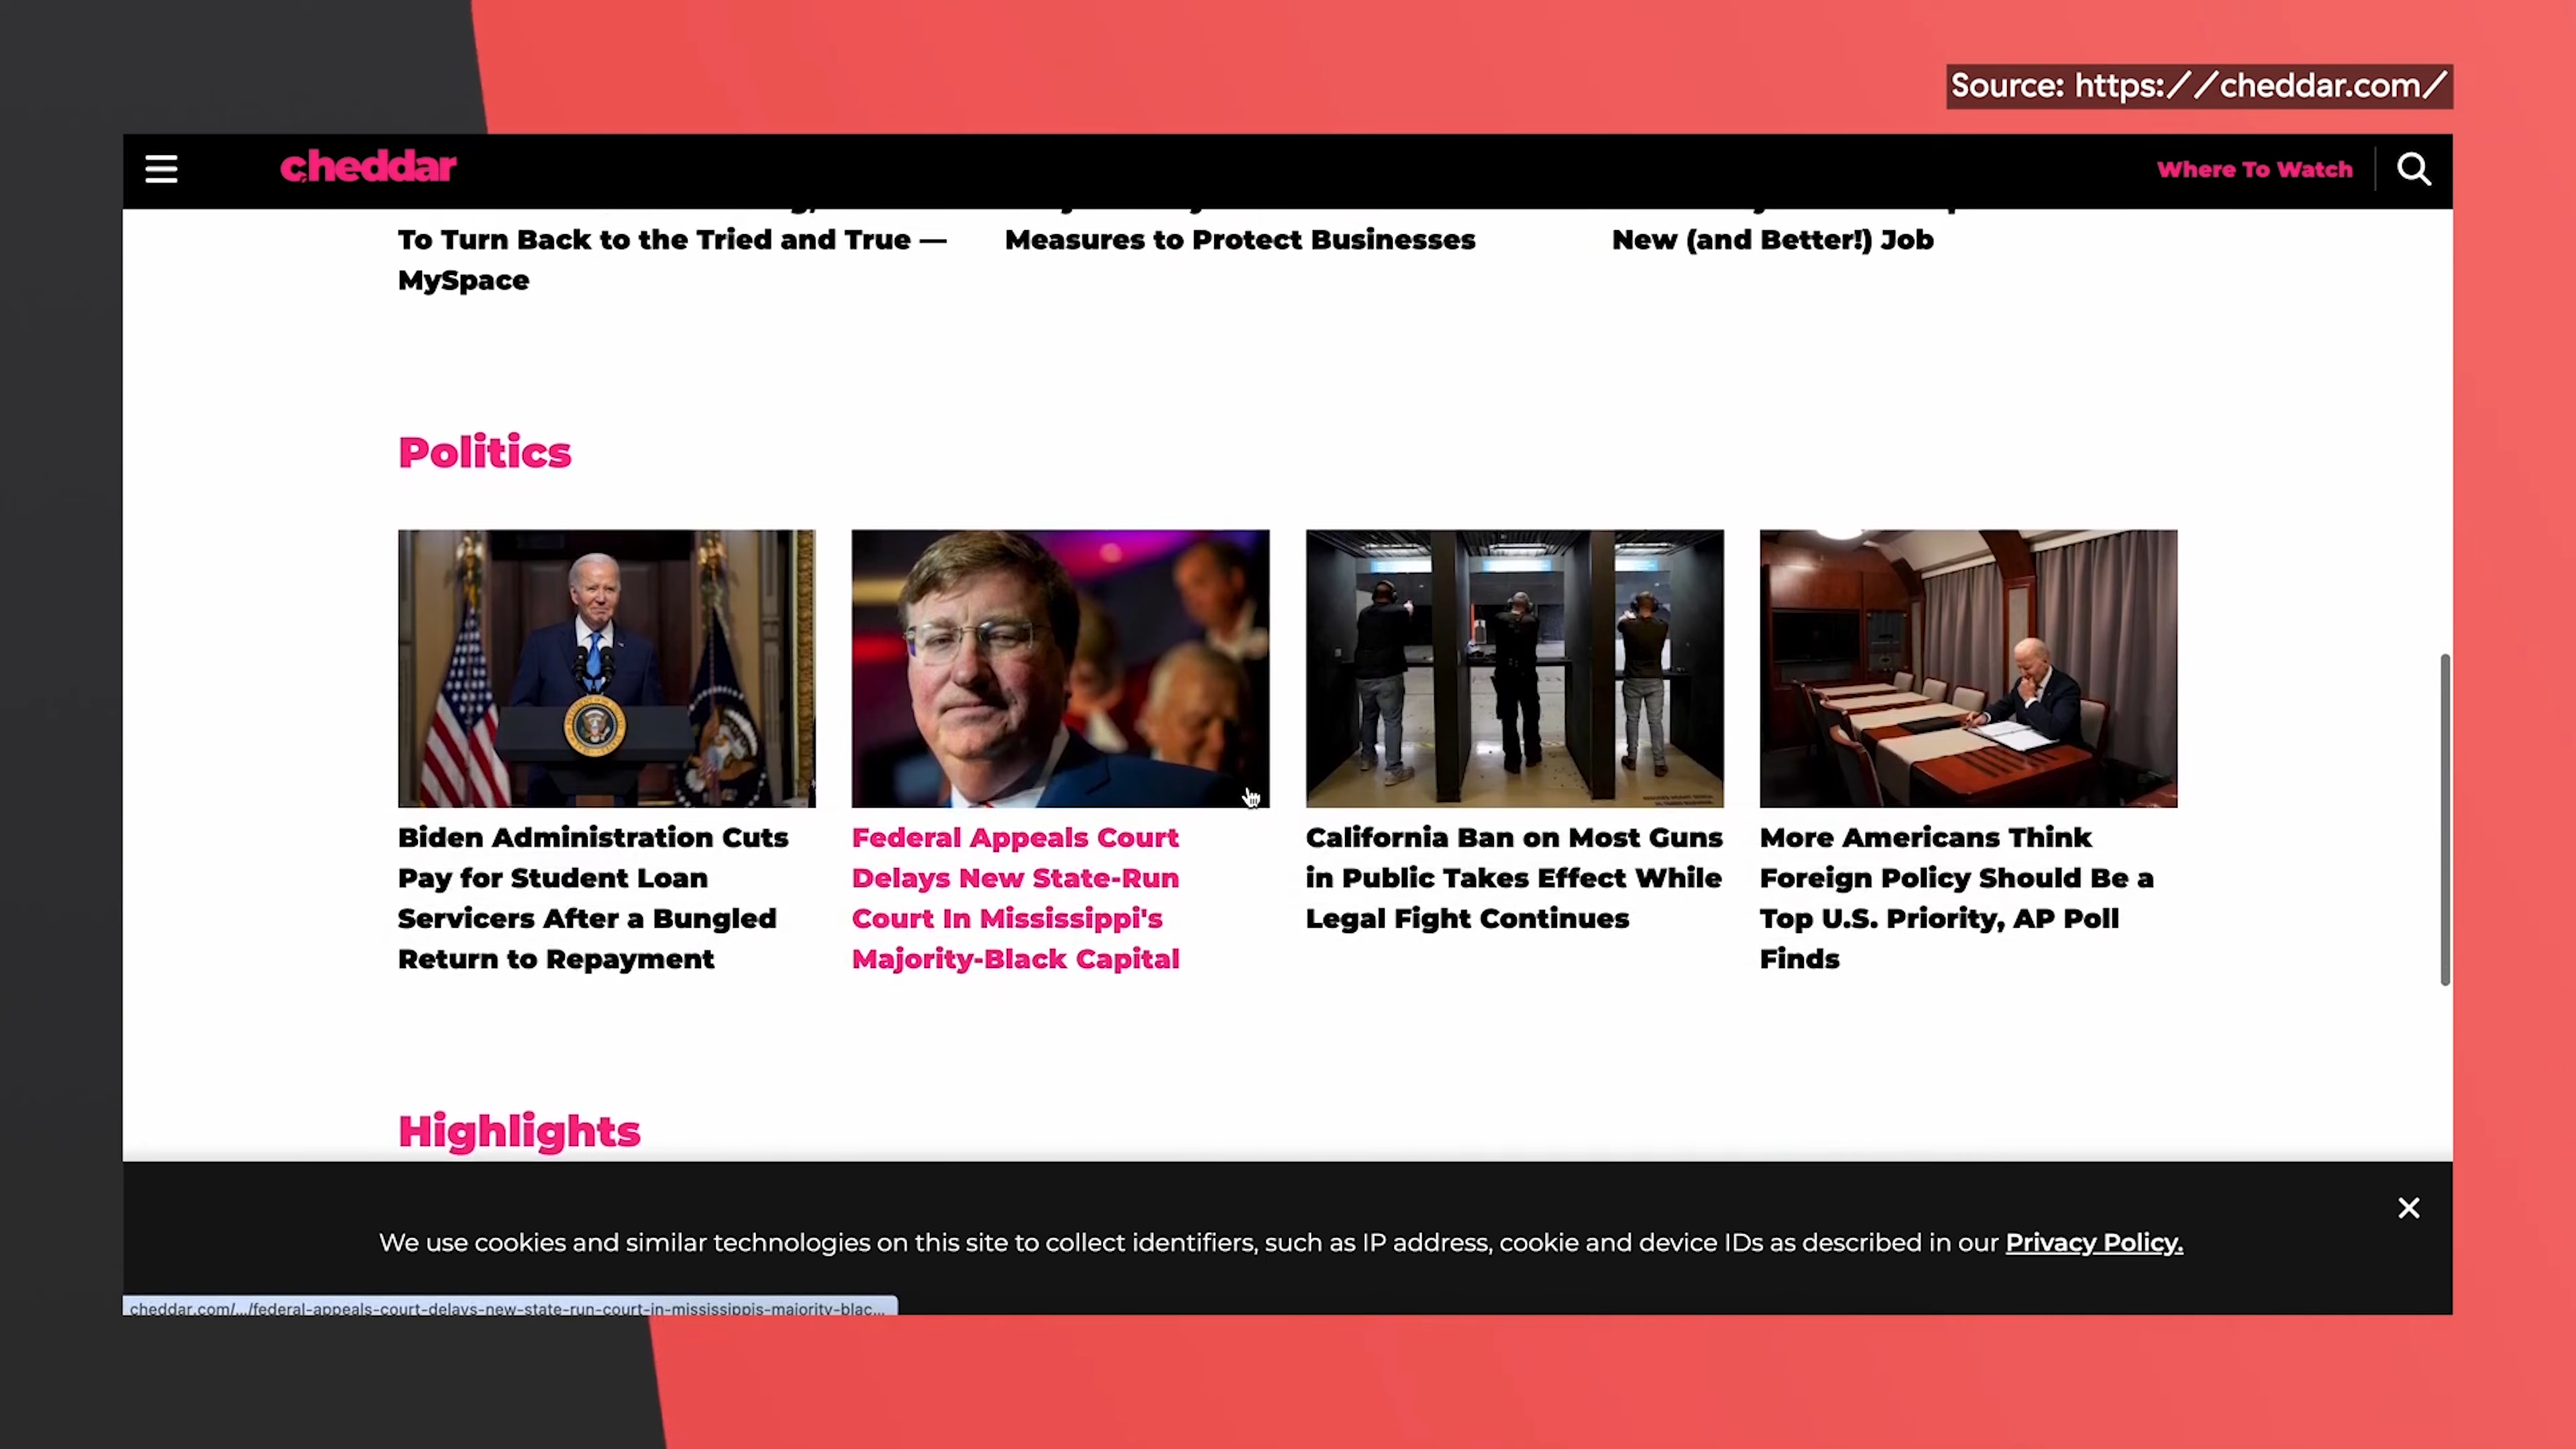 Source: https://cheddar.com/
cheddar
Where To Watch
To Turn Back to the Tried and True —
MySpace
Measures to Protect Businesses
New (and Better!) Job
Politics
Biden Administration Cuts
Pay for Student Loan
Servicers After a Bungled
Return to Repayment
Federal Appeals Court
Delays New State-Run
Court In Mississippi's
Majority-Black Capital
California Ban on Most Guns
in Public Takes Effect While
Legal Fight Continues
More Americans Think
Foreign Policy Should Be a
Top U.S. Priority, AP Poll
Finds
Highlights
We use cookies and similar technologies on this site to collect identifiers, such as IP address, cookie and device IDs as described in our Privacy Policy.
cheddar.com/.../federal-appeals-court-delays-new-state-run-court-in-mississippis-majority-blac...